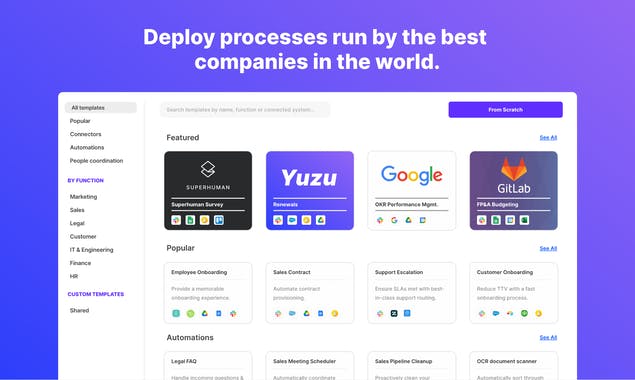 Deploy processes run by the best
companies in the world.
All templates
Popular
Connectors
Automations
People coordination
BY FUNCTION
Marketing
Sales
Legal
Customer
IT & Engineering
Finance
HR
CUSTOM TEMPLATES
Shared
Search templates by name, function or connected system...
From Scratch
Featured
See All
SUPERHUMAN
Superhuman Survey
Yuzu
Renewals
Google
OKR Performance Mgmt.
GitLab
FP&A Budgeting
Popular
See All
Employee Onboarding
Provide a memorable
onboarding experience.
Sales Contract
Automate contract
provisioning.
Support Escalation
Ensure SLAs met with best-
in-class support routing.
Customer Onboarding
Reduce TTV with a fast
onboarding process.
Automations
See All
Legal FAQ
Handle incoming questions &
Sales Meeting Scheduler
Automatically coordinate
Sales Pipeline Cleanup
Proactively clean your
OCR document scanner
Automatically sort through